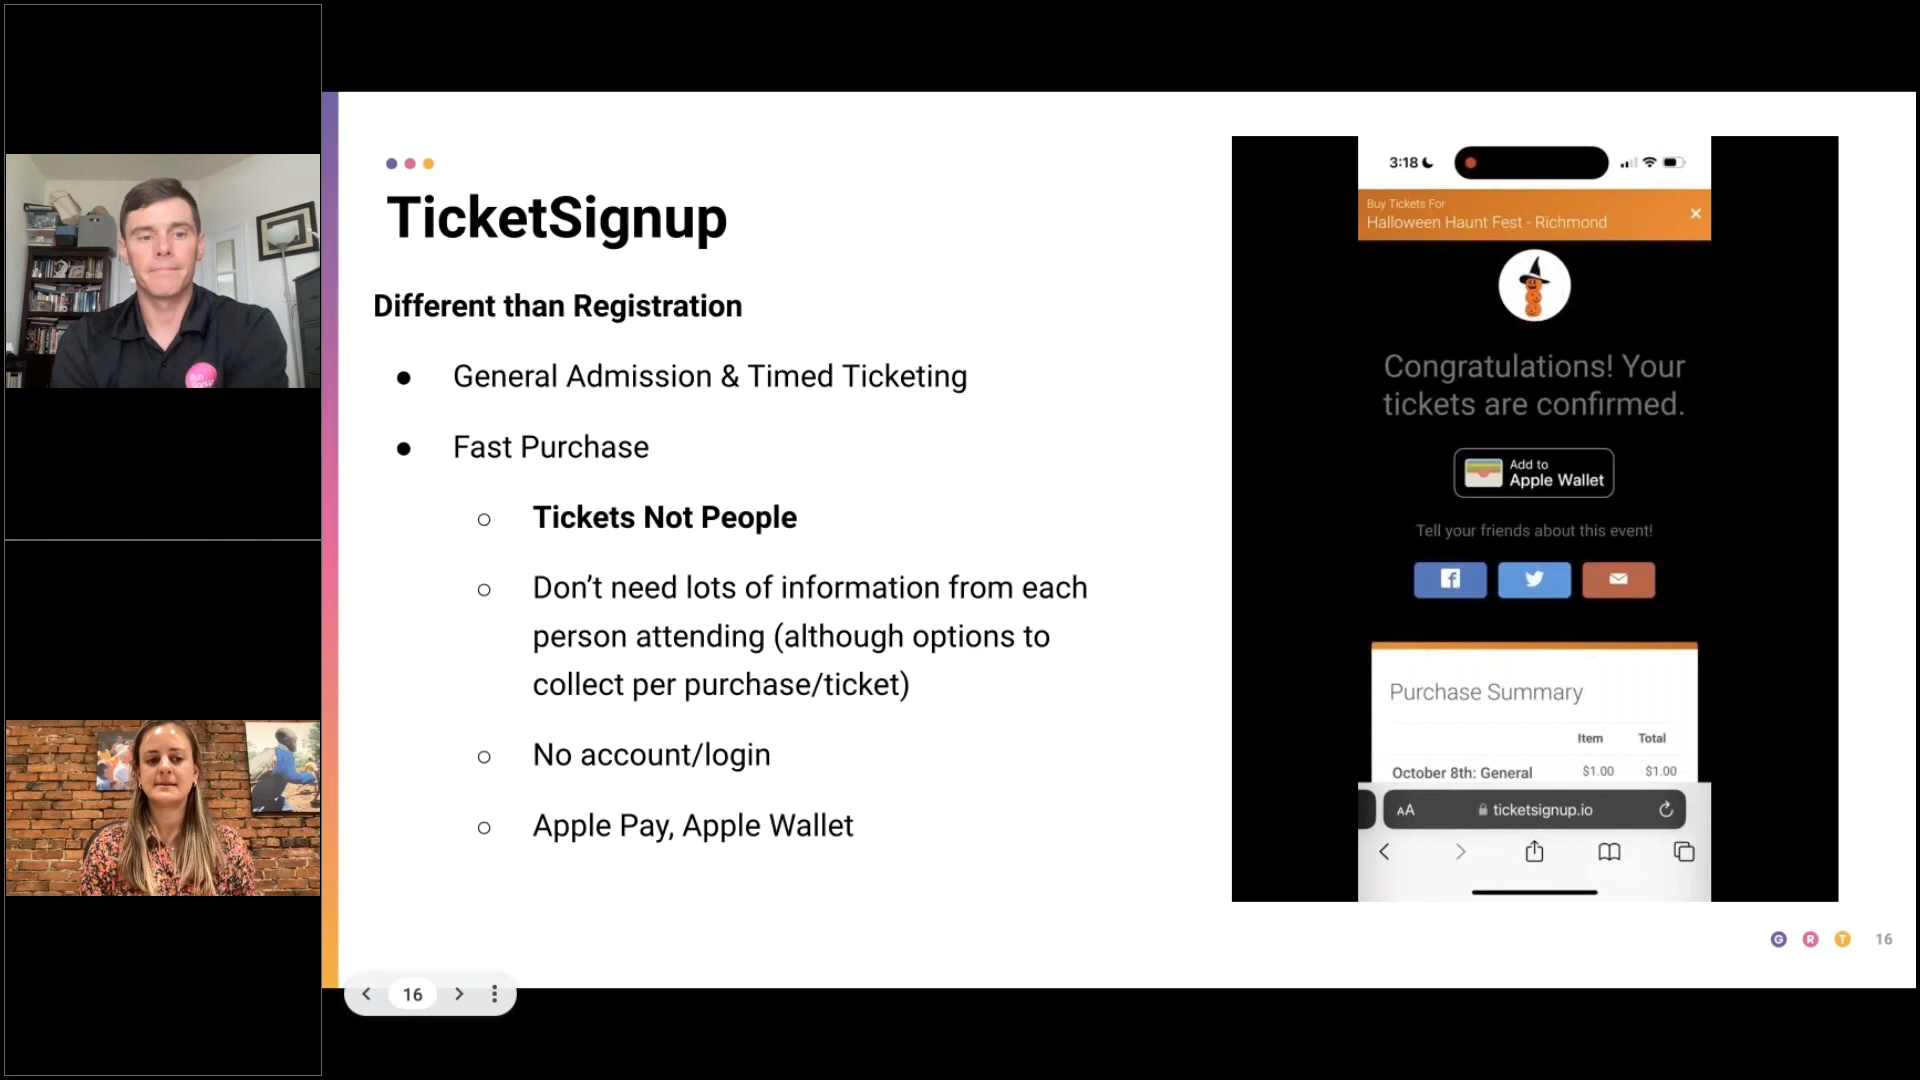 TicketSignup
Different than Registration
● General Admission & Timed Ticketing
● Fast Purchase
○ Tickets Not People
○ Don’t need lots of information from each
person attending (although options to
collect per purchase/ticket)
○ No account/login
○ Apple Pay, Apple Wallet
3:18
Buy Tickets For
Halloween Haunt Fest - Richmond
×
Congratulations! Your
tickets are confirmed.
Add to
Apple Wallet
Tell your friends about this event!
Purchase Summary
Item Total
October 8th: General $1.00 $1.00
AA ticketsignup.io
G R T 16
16
Run